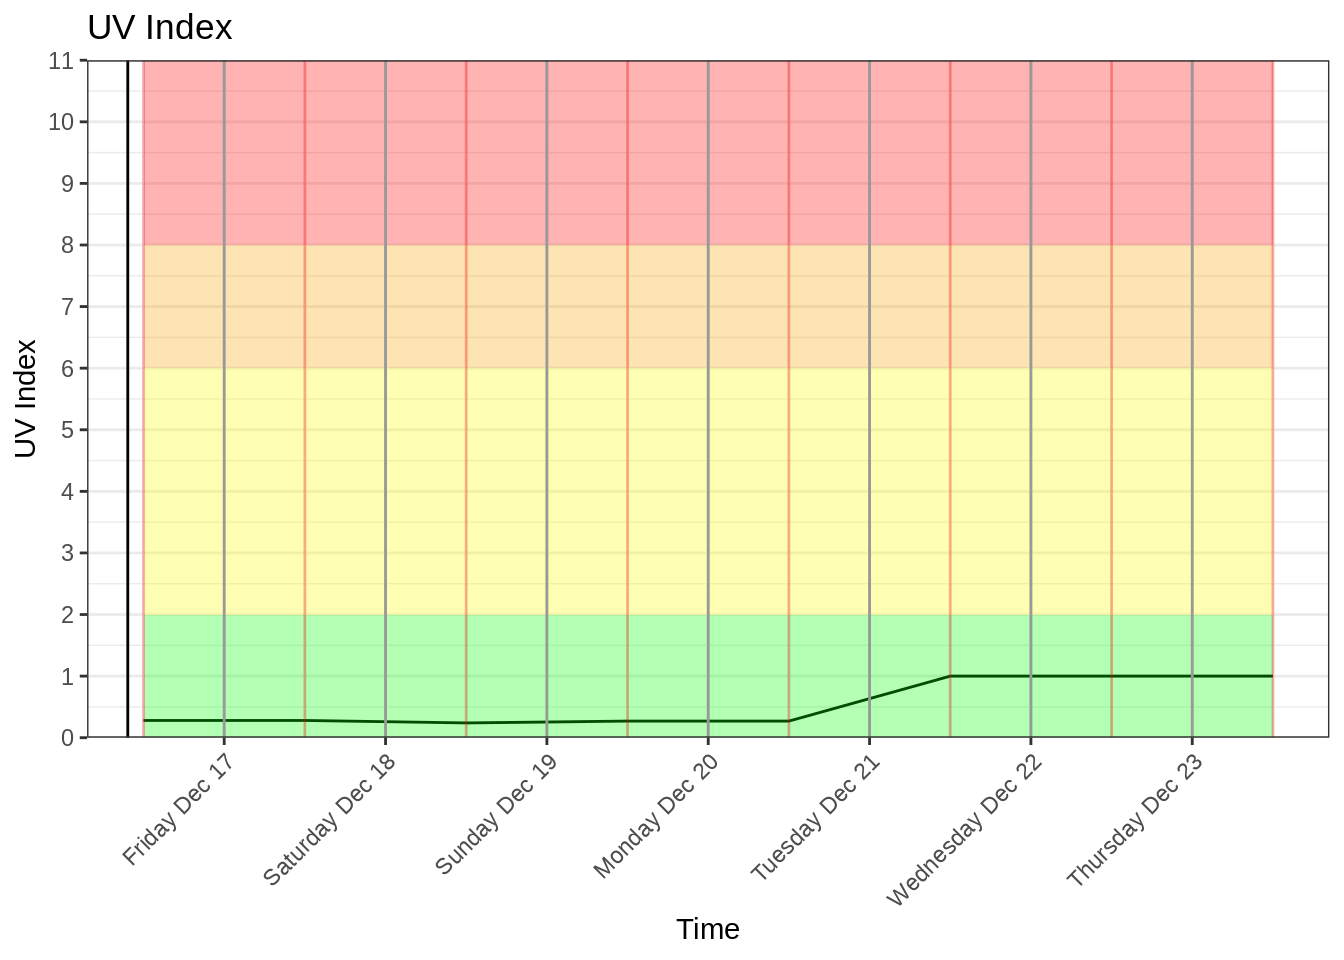 UV Index
11
10
9
8
7
6
5
4
3
2
1
0
UV Index
Friday Dec 17
Saturday Dec 18
Sunday Dec 19
Monday Dec 20
Tuesday Dec 21
Wednesday Dec 22
Thursday Dec 23
Time